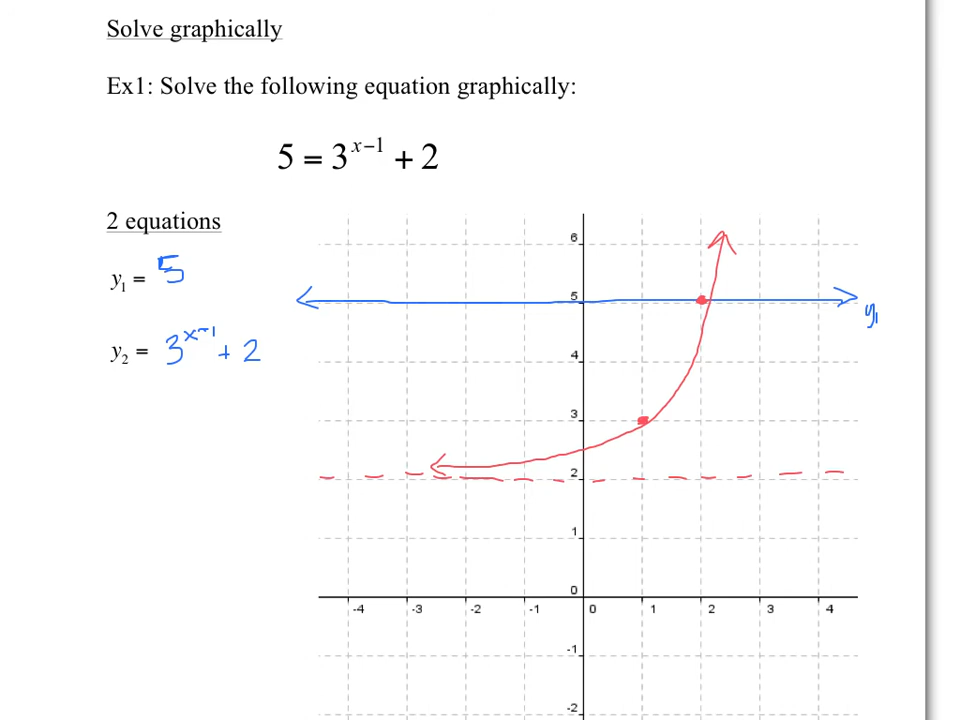 Solve graphically
Ex1: Solve the following equation graphically:
5 = 3^{x-1} + 2
2 equations
y₁ = 5
y₂ = 3^{x-1} + 2
6
5
y₁
4
3
2
1
0
-4 -3 -2 -1 0 1 2 3 4
-1
-2